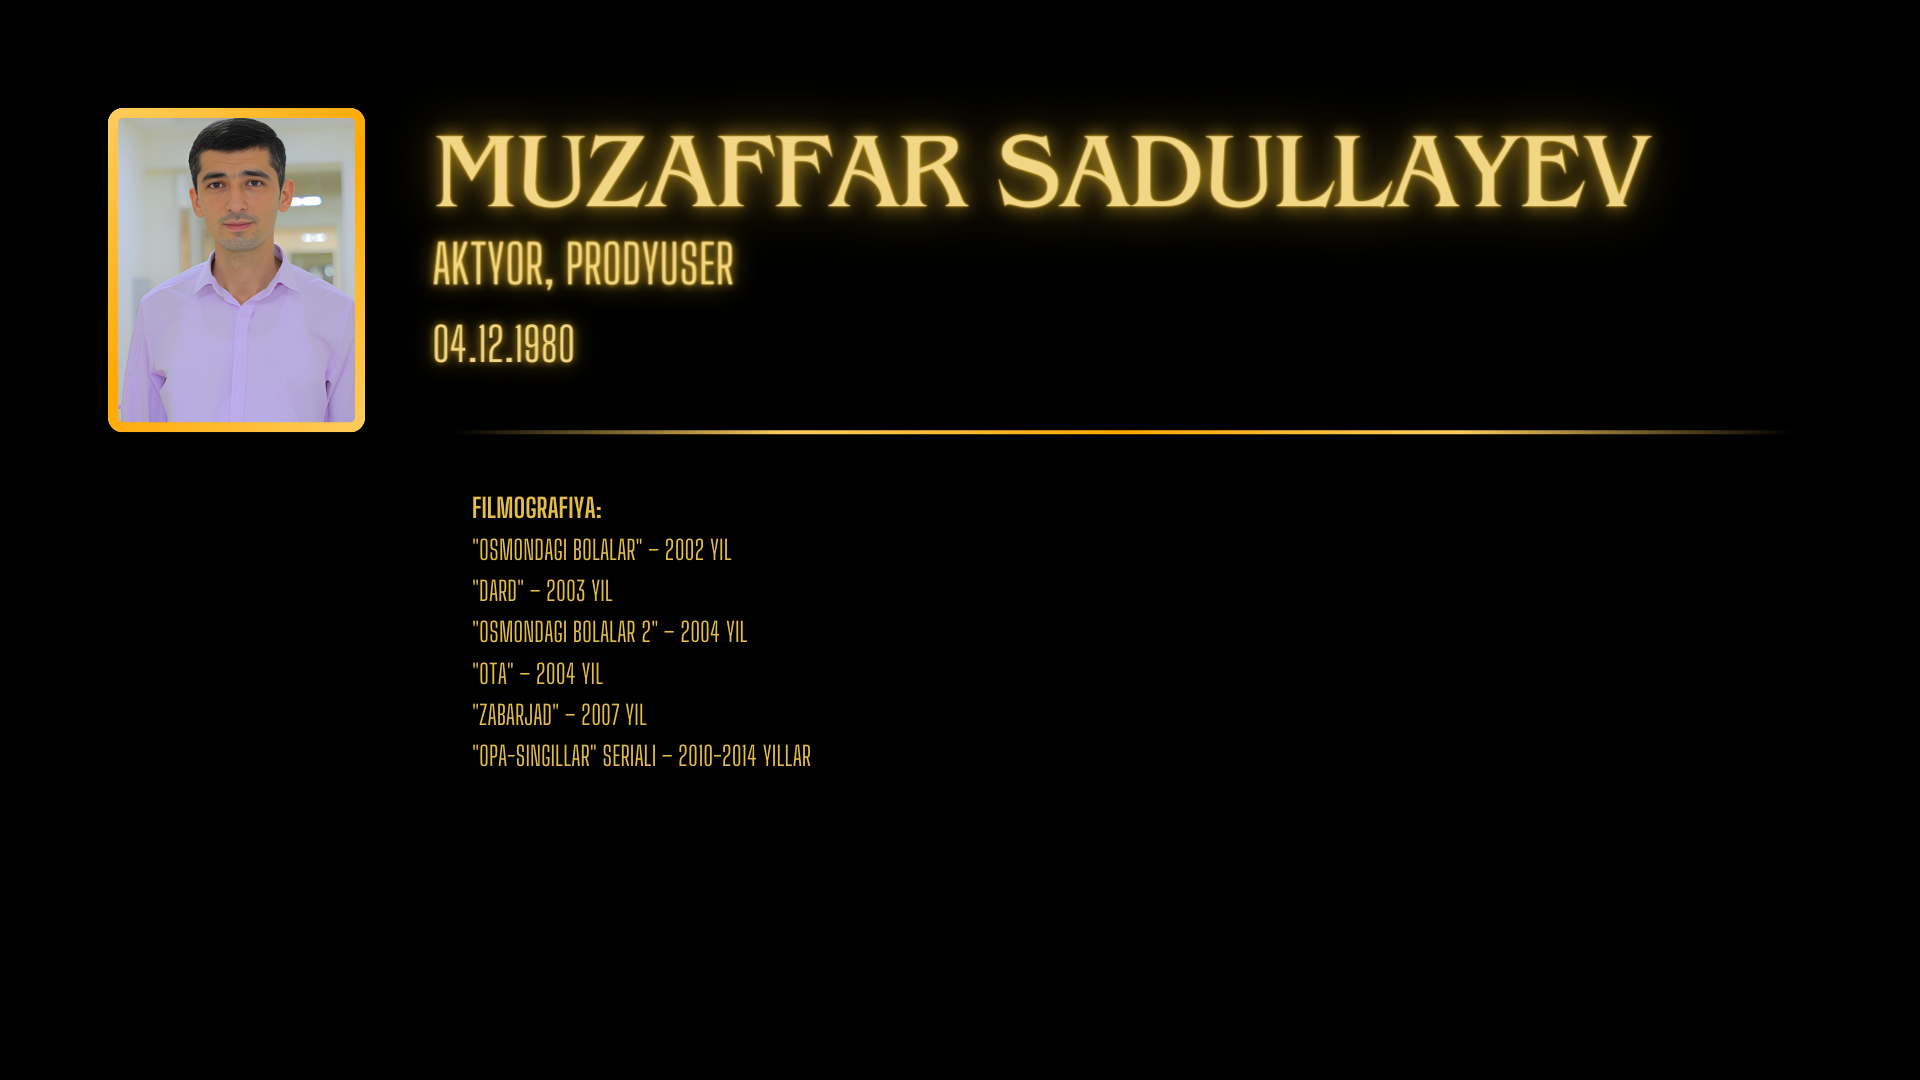 MUZAFFAR SADULLAYEV
AKTYOR, PRODYUSER
04.12.1980
FILMOGRAFIYA:
"OSMONDAGI BOLALAR" – 2002 YIL
"DARD" – 2003 YIL
"OSMONDAGI BOLALAR 2" – 2004 YIL
"OTA" – 2004 YIL
"ZABARJAD" – 2007 YIL
"OPA-SINGILLAR" SERIALI – 2010-2014 YILLAR